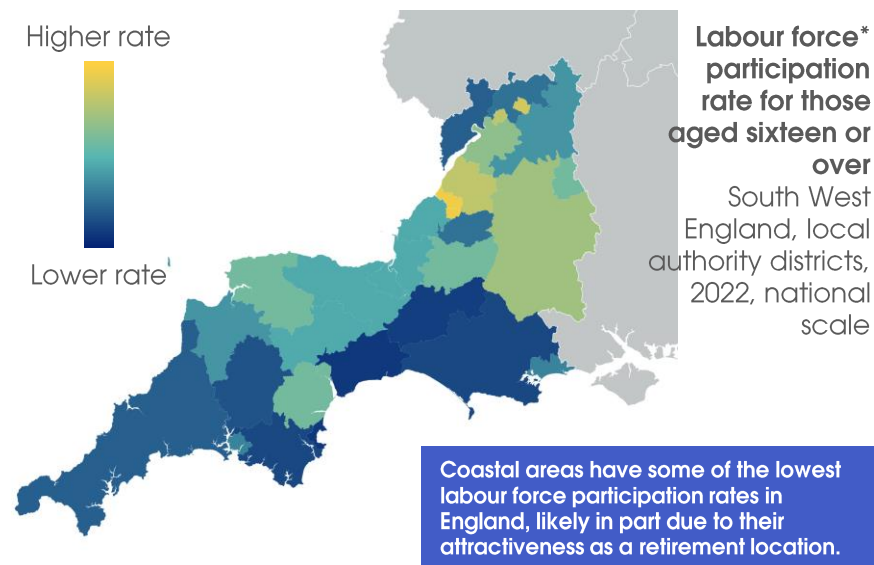 Higher rate
Lower rate
Labour force*
participation
rate for those
aged sixteen or
over
South West
England, local
authority districts,
2022, national
scale
Coastal areas have some of the lowest
labour force participation rates in
England, likely in part due to their
attractiveness as a retirement location.